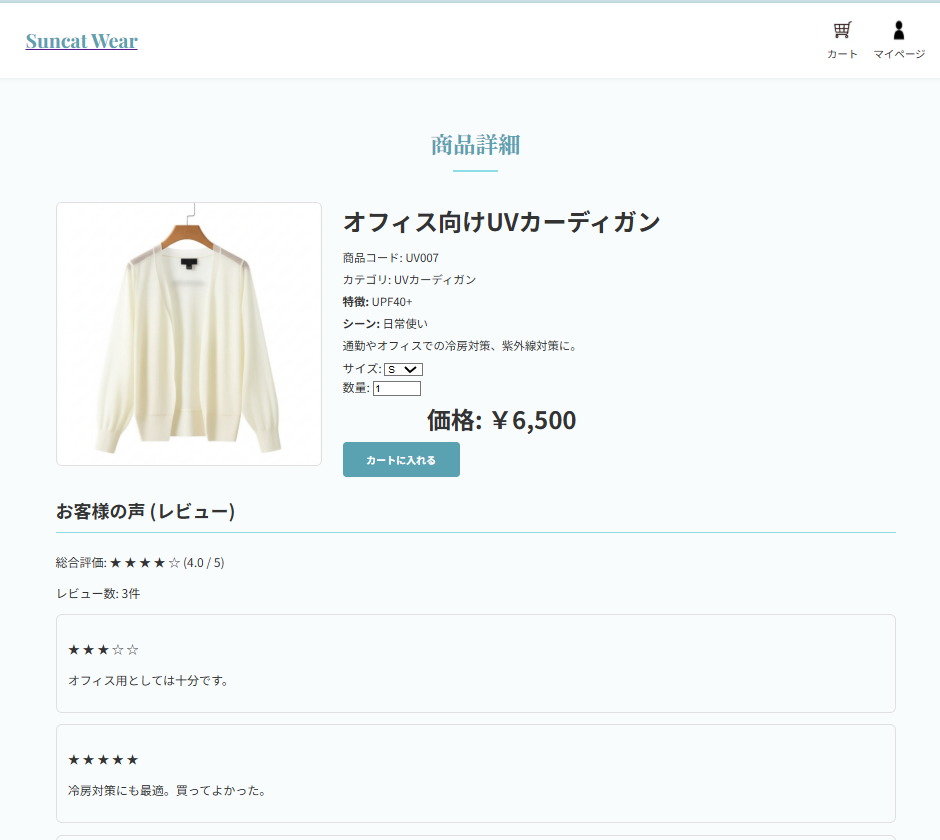 Suncat Wear
カート マイページ
商品詳細
オフィス向けUVカーディガン
商品コード: UV007
カテゴリ: UVカーディガン
特徴: UPF40+
シーン: 日常使い
通勤やオフィスでの冷房対策、紫外線対策に。
サイズ: S
数量: 1
価格: ￥6,500
カートに入れる
お客様の声 (レビュー)
総合評価: ★★★★☆ (4.0 / 5)
レビュー数: 3件
★★★☆☆
オフィス用としては十分です。
★★★★★
冷房対策にも最適。買ってよかった。